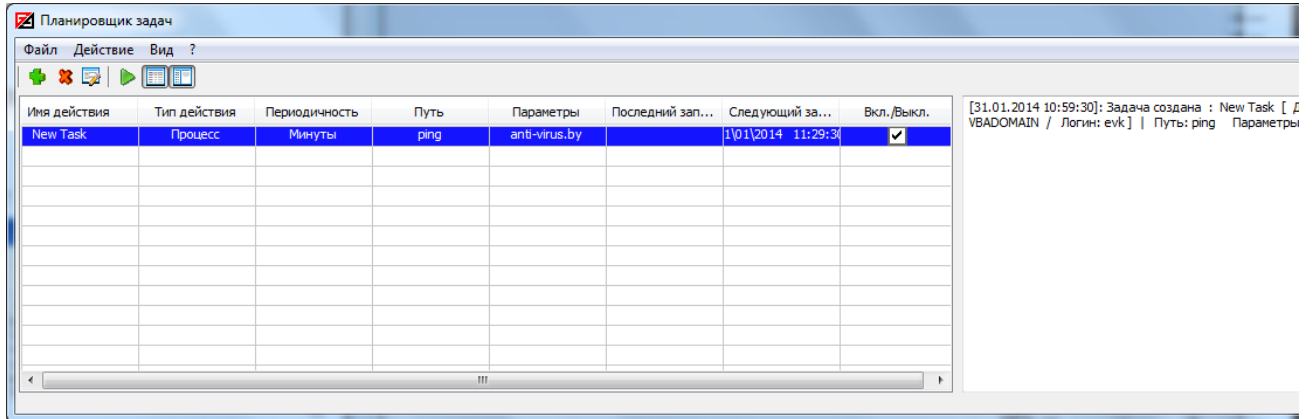 Планировщик задач
Файл Действие Вид ?
Имя действия Тип действия Периодичность Путь Параметры Последний зап... Следующий за... Вкл./Выкл.
New Task Процесс Минуты ping anti-virus.by 1\01\2014 11:29:30
[31.01.2014 10:59:30]: Задача создана : New Task [ Д
VBADOMAIN / Логин: evk ] | Путь: ping Параметры